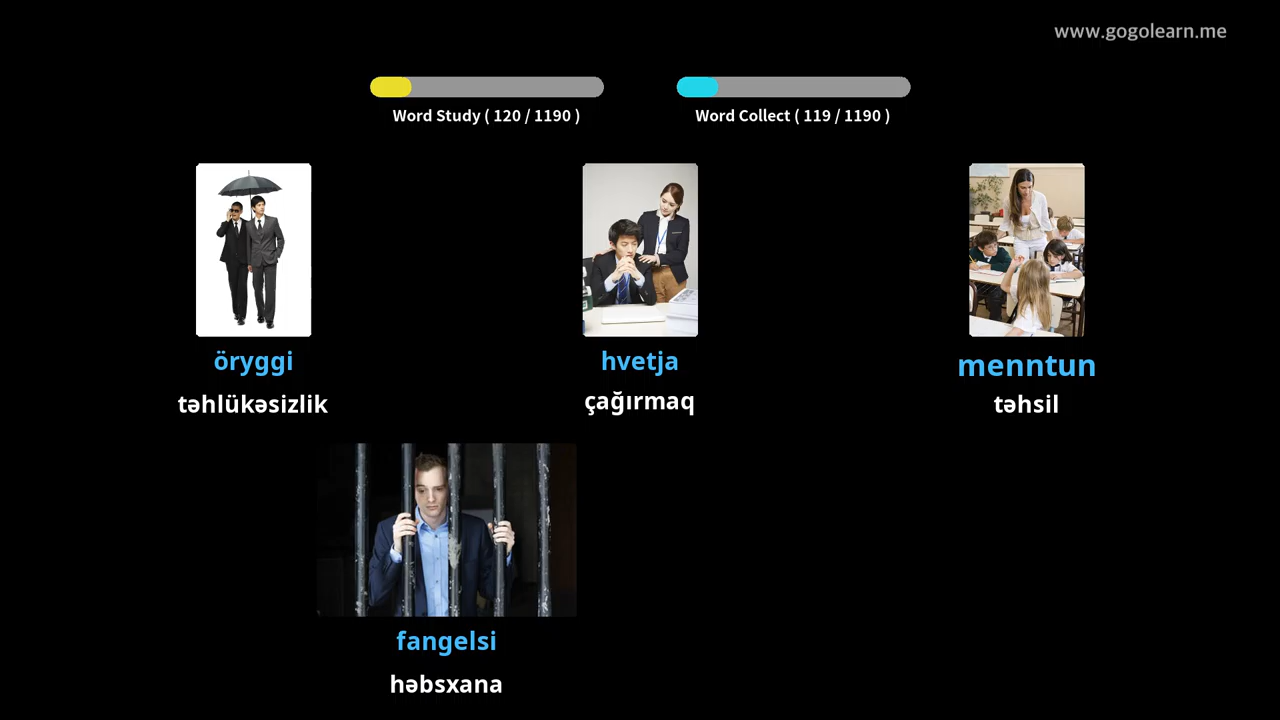 www.gogolearn.me
Word Study ( 120 / 1190 )
Word Collect ( 119 / 1190 )
öryggi
təhlükəsizlik
hvetja
çağırmaq
menntun
təhsil
fangelsi
həbsxana